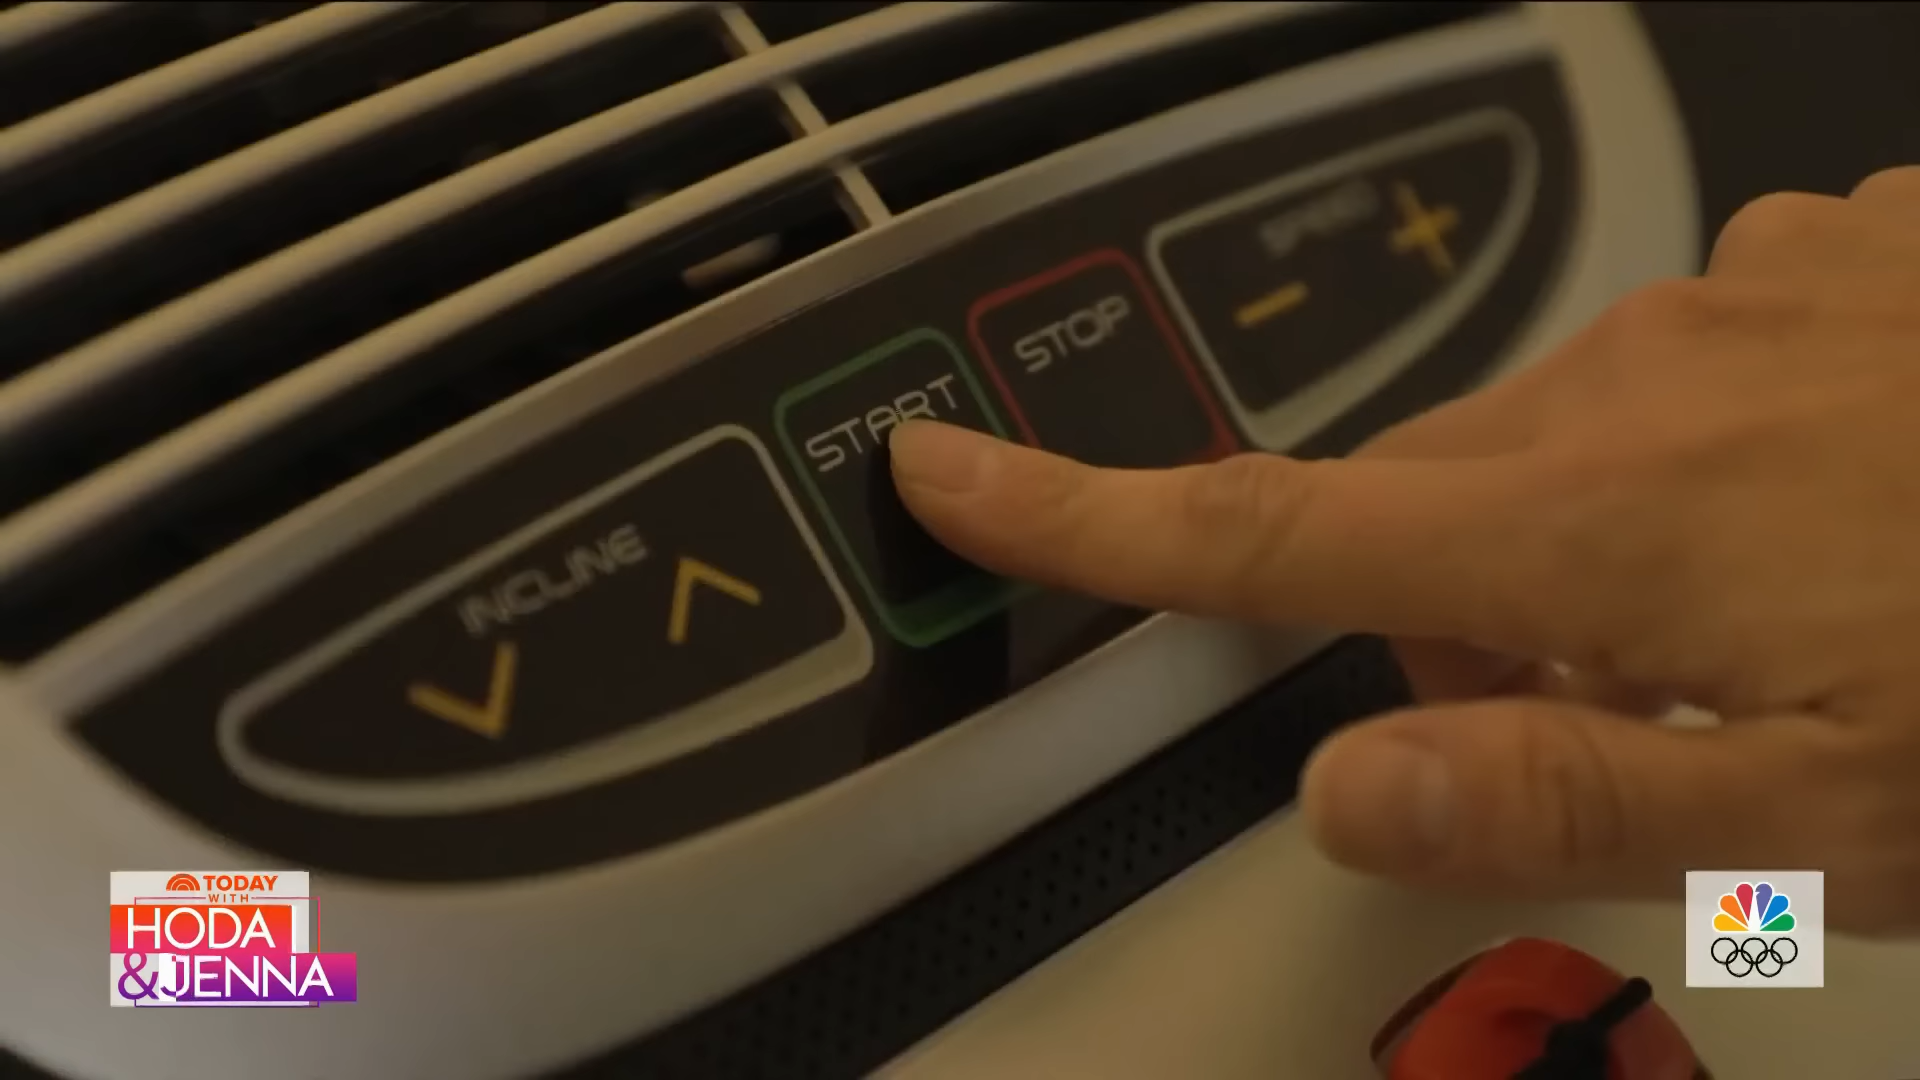 SPEED
STOP
START
INCLINE
TODAY
WITH
HODA
&JENNA